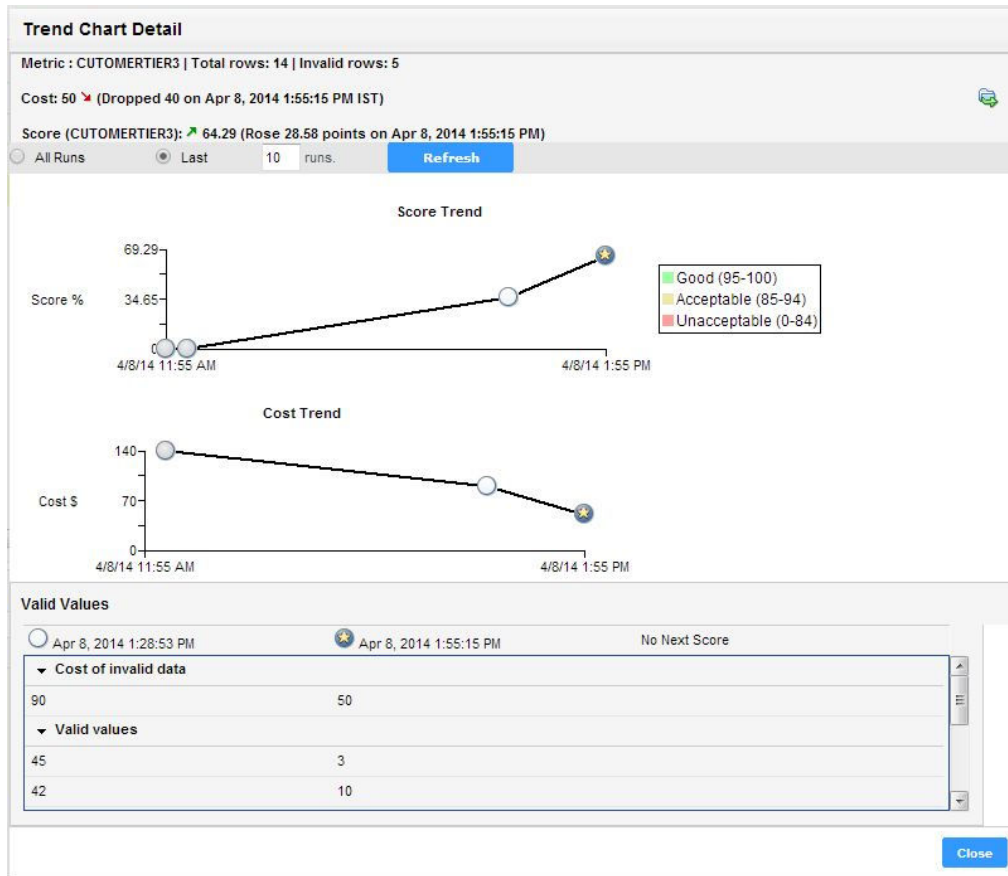 Trend Chart Detail
Metric : CUTOMERTIER3 | Total rows: 14 | Invalid rows: 5
Cost: 50 (Dropped 40 on Apr 8, 2014 1:55:15 PM IST)
Score (CUTOMERTIER3): 64.29 (Rose 28.58 points on Apr 8, 2014 1:55:15 PM)
All Runs Last 10 runs. Refresh
Score Trend
69.29
Score % 34.65
0
4/8/14 11:55 AM 4/8/14 1:55 PM
Good (95-100)
Acceptable (85-94)
Unacceptable (0-84)
Cost Trend
140
Cost $ 70
0
4/8/14 11:55 AM 4/8/14 1:55 PM
Valid Values
Apr 8, 2014 1:28:53 PM Apr 8, 2014 1:55:15 PM No Next Score
Cost of invalid data
90 50
Valid values
45 3
42 10
Close